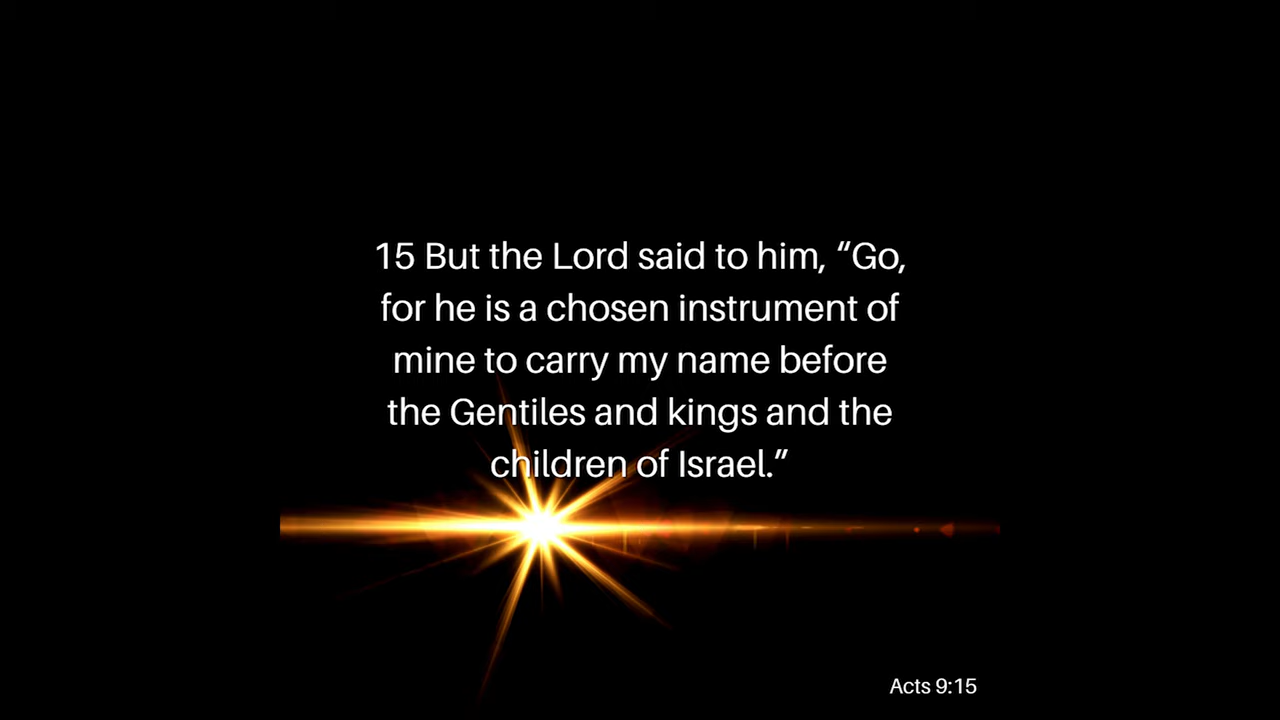 15 But the Lord said to him, “Go,
for he is a chosen instrument of
mine to carry my name before
the Gentiles and kings and the
children of Israel.”
Acts 9:15